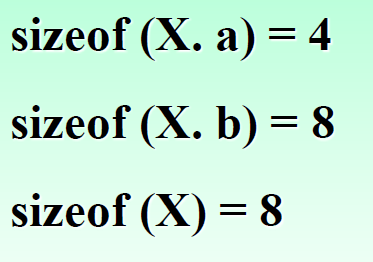 sizeof (X. a) = 4
sizeof (X. b) = 8
sizeof (X) = 8